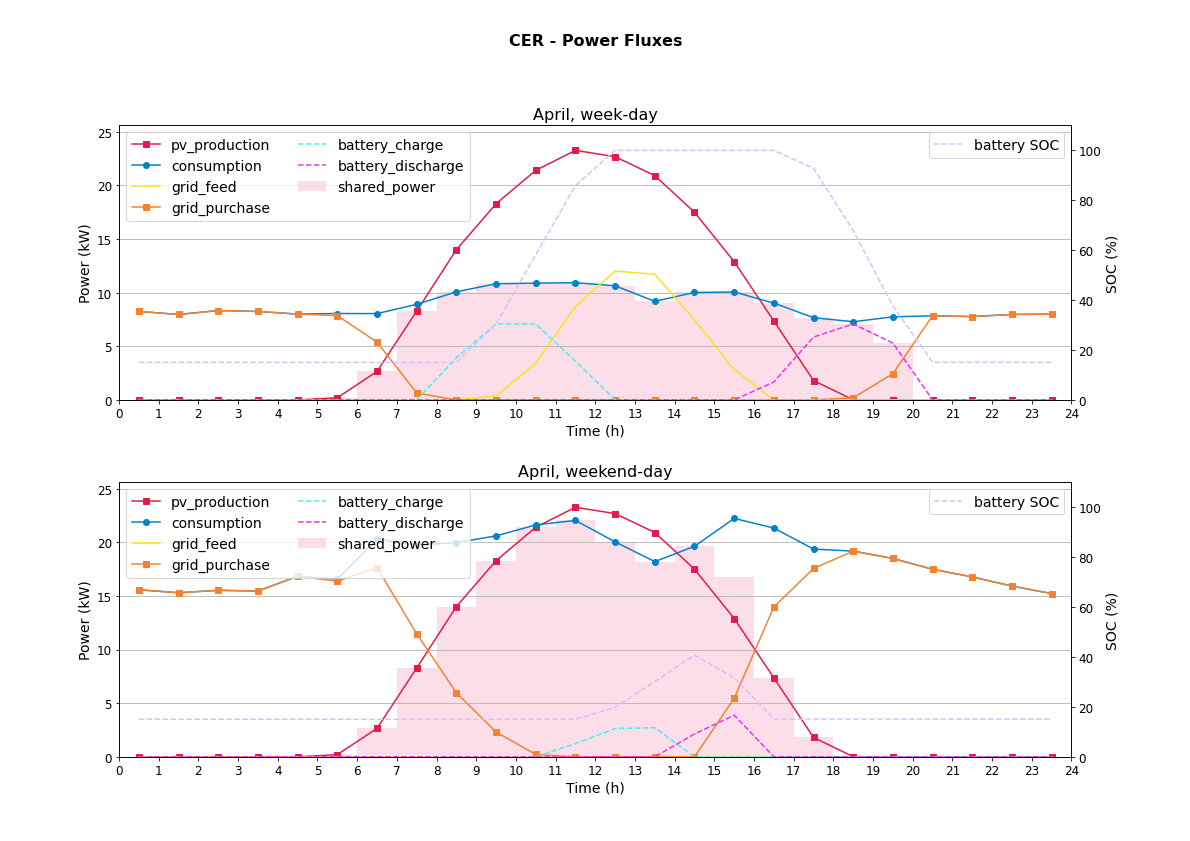 CER - Power Fluxes
April, week-day
pv_production
consumption
grid_feed
grid_purchase
battery_charge
battery_discharge
shared_power
battery SOC
Power (kW)
0
5
10
15
20
25
SOC (%)
0
20
40
60
80
100
0 1 2 3 4 5 6 7 8 9 10 11 12 13 14 15 16 17 18 19 20 21 22 23 24
Time (h)
April, weekend-day
pv_production
consumption
grid_feed
grid_purchase
battery_charge
battery_discharge
shared_power
battery SOC
Power (kW)
0
5
10
15
20
25
SOC (%)
0
20
40
60
80
100
0 1 2 3 4 5 6 7 8 9 10 11 12 13 14 15 16 17 18 19 20 21 22 23 24
Time (h)